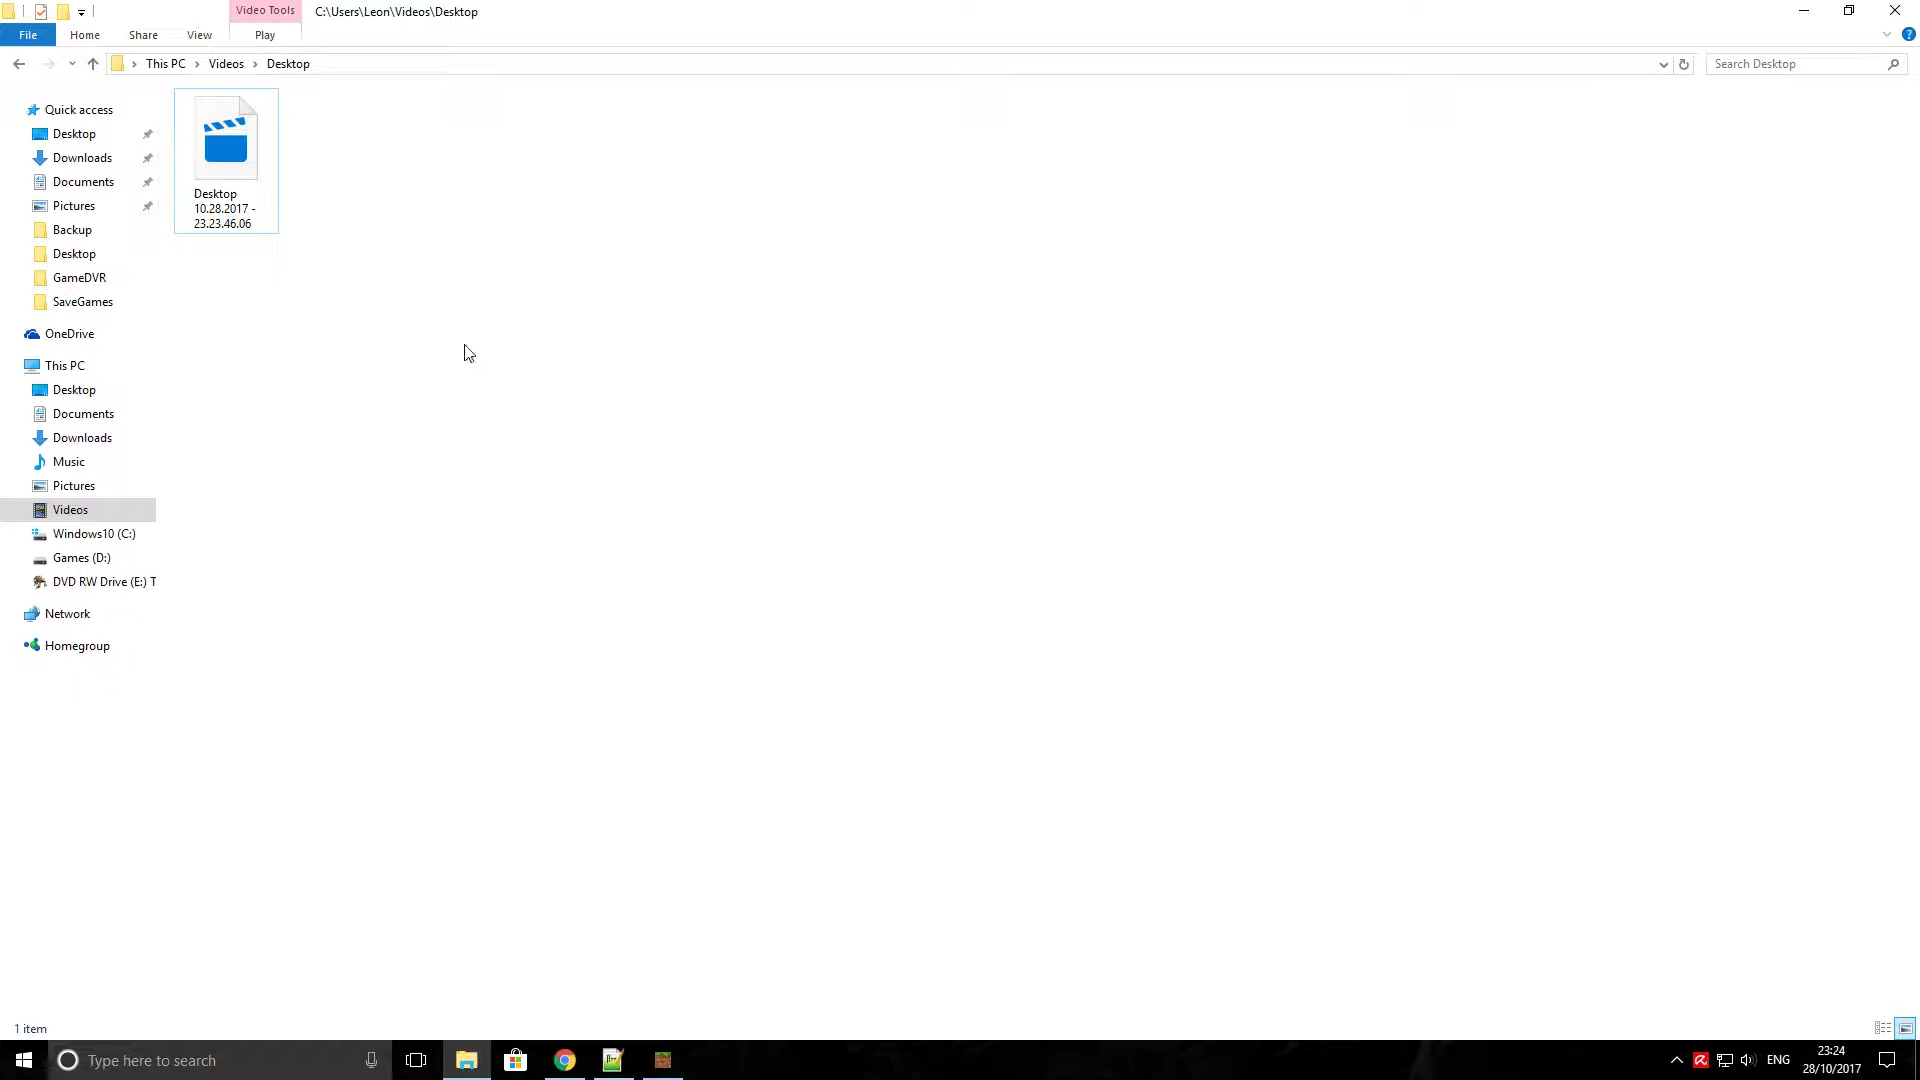 Video Tools
C:\Users\Leon\Videos\Desktop
File
Home
Share
View
Play
This PC
Videos
Desktop
Search Desktop
Quick access
Desktop
Downloads
Documents
Pictures
Backup
Desktop
GameDVR
SaveGames
OneDrive
This PC
Desktop
Documents
Downloads
Music
Pictures
Videos
Windows10 (C:)
Games (D:)
DVD RW Drive (E:) T
Network
Homegroup
Desktop
10.28.2017 -
23.23.46.06
1 item
Type here to search
ENG
23:24
28/10/2017